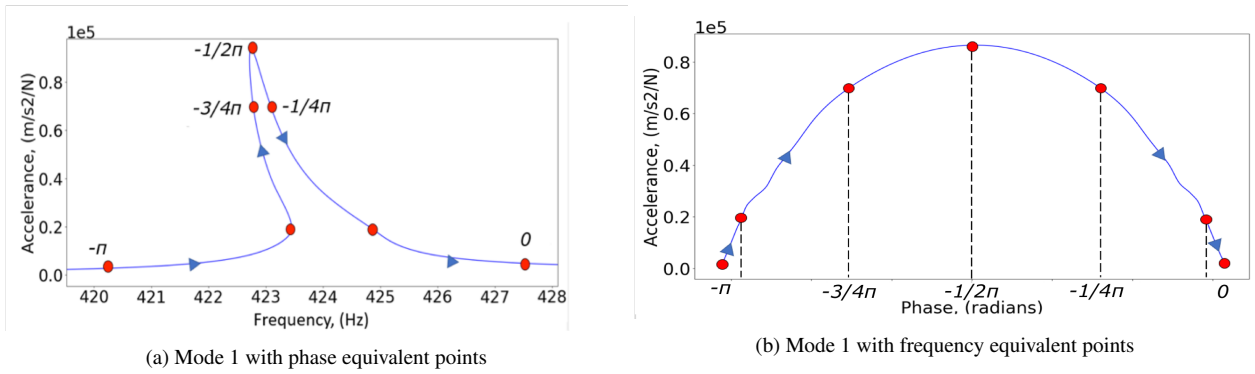 1e5
Accelerance, (m/s2/N)
0.8
0.6
0.4
0.2
0.0
-1/2π
-3/4π
-1/4π
-π
0
420 421 422 423 424 425 426 427 428
Frequency, (Hz)
(a) Mode 1 with phase equivalent points
1e5
Accelerance, (m/s2/N)
0.8
0.6
0.4
0.2
0.0
-π -3/4π -1/2π -1/4π 0
Phase, (radians)
(b) Mode 1 with frequency equivalent points